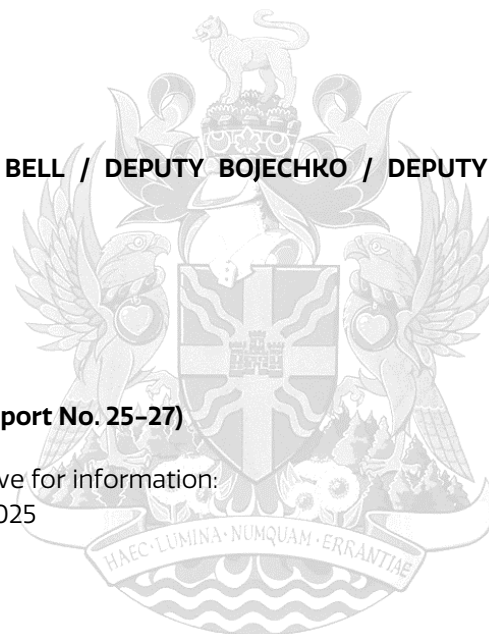 BELL / DEPUTY BOJECHKO / DEPUTY
port No. 25–27)
ve for information:
025
HAEC·LUMINA·NUMQUAM·ERRANTIAE